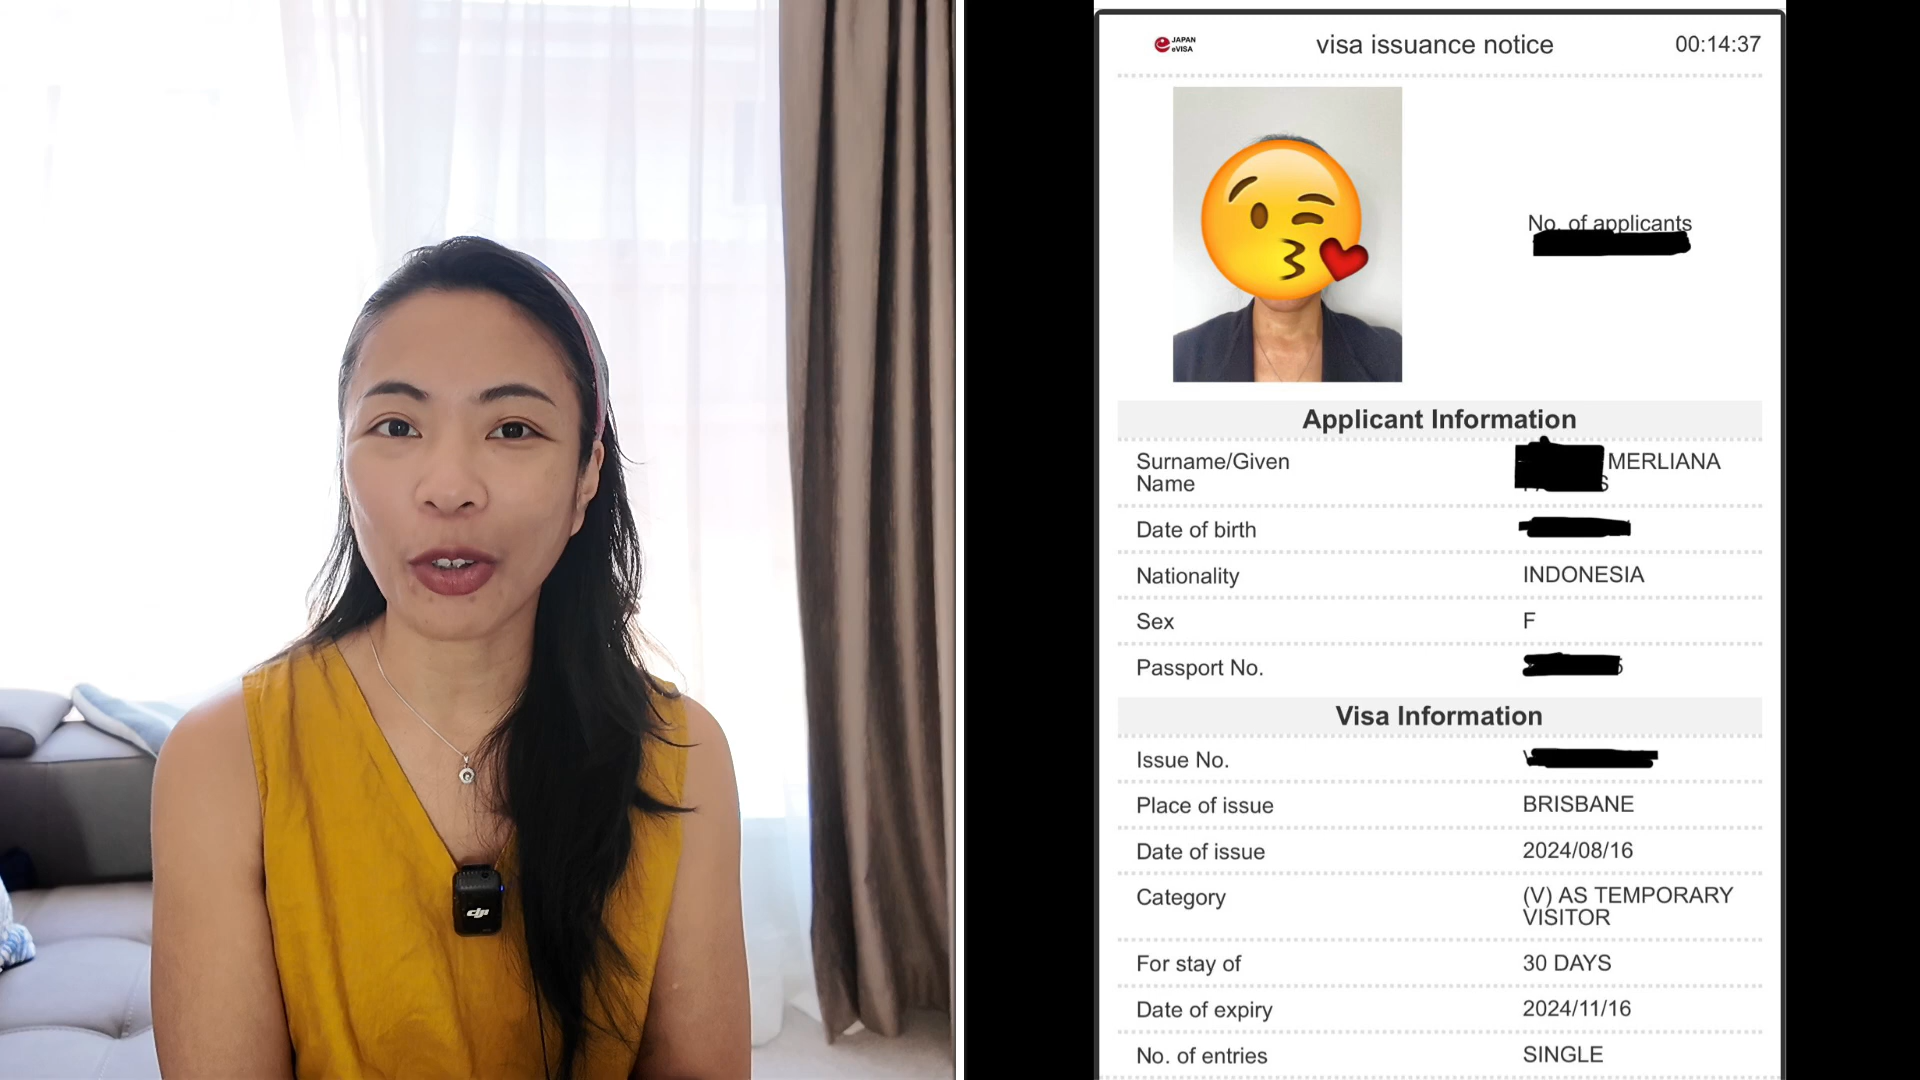 dji
JAPAN
eVISA
visa issuance notice
00:14:37
No. of applicants
Applicant Information
Surname/Given
Name
MERLIANA
S
Date of birth
Nationality
INDONESIA
Sex
F
Passport No.
Visa Information
Issue No.
Place of issue
BRISBANE
Date of issue
2024/08/16
Category
(V) AS TEMPORARY
VISITOR
For stay of
30 DAYS
Date of expiry
2024/11/16
No. of entries
SINGLE